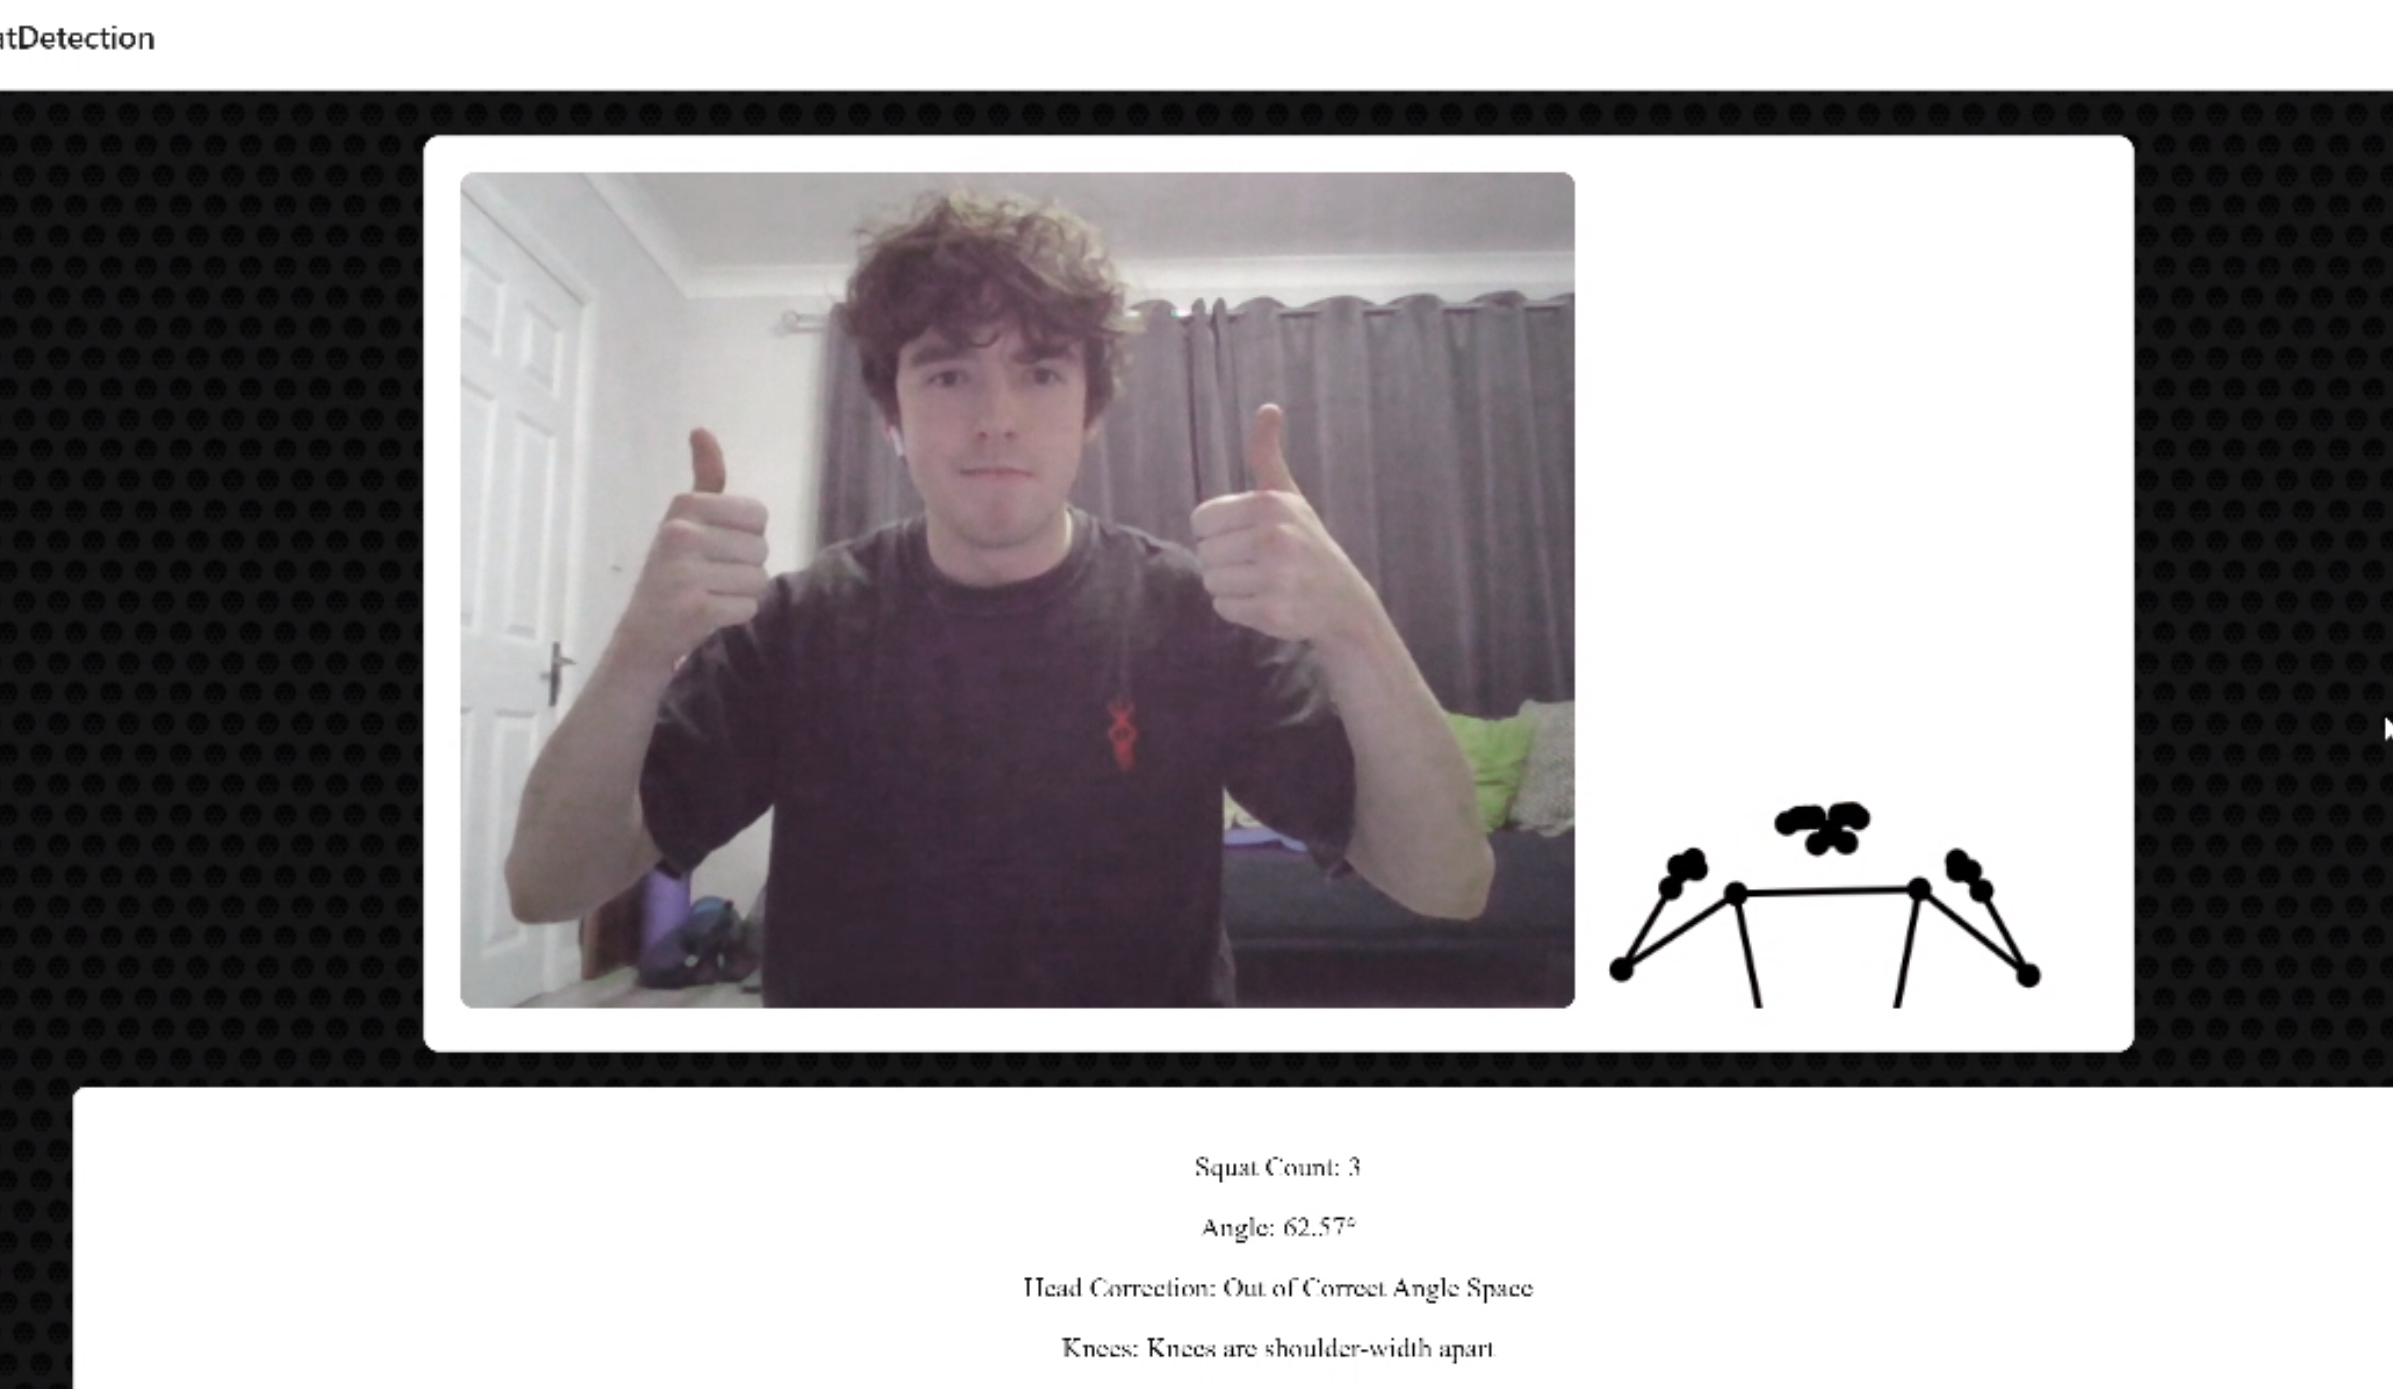 atDetection
Squat Count: 3
Angle: 62.57°
Head Correction: Out of Correct Angle Space
Knees: Knees are shoulder-width apart